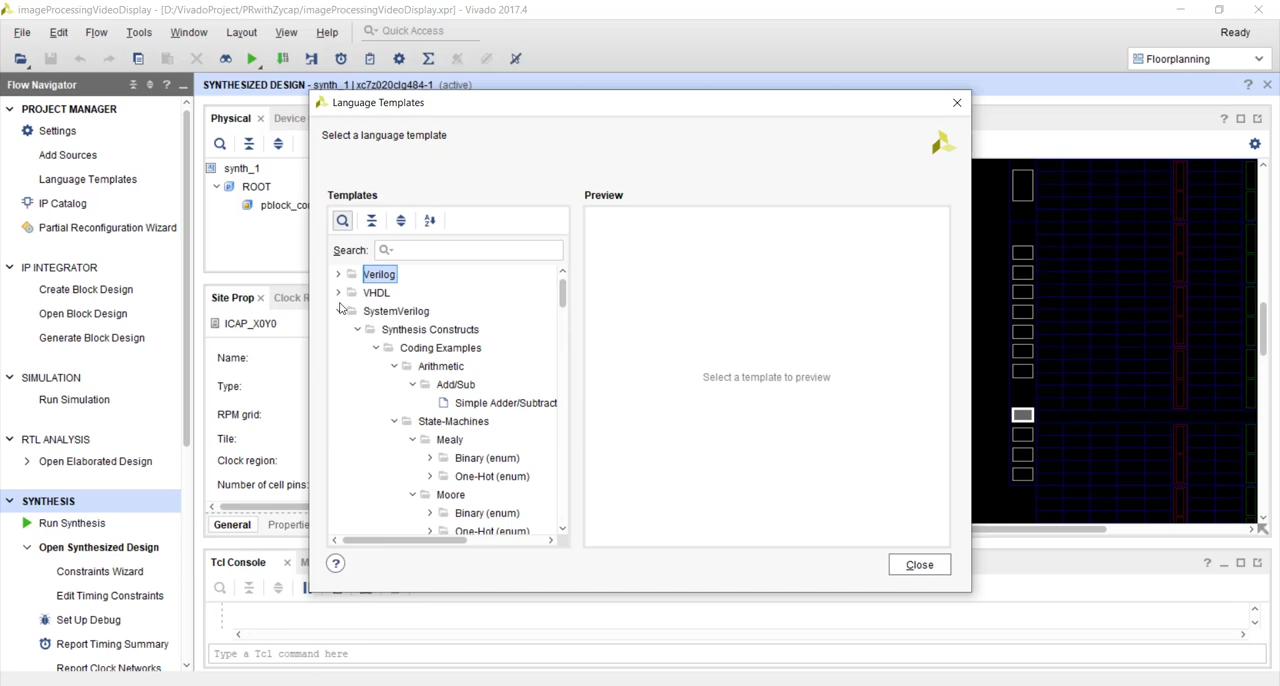 imageProcessingVideoDisplay - [D:/VivadoProject/PRwithZycap/imageProcessingVideoDisplay.xpr] - Vivado 2017.4
File Edit Flow Tools Window Layout View Help Quick Access Ready
Floorplanning
Flow Navigator
SYNTHESIZED DESIGN - synth_1 | xc7z020clg484-1 (active)
PROJECT MANAGER
Settings
Add Sources
Language Templates
IP Catalog
Partial Reconfiguration Wizard
IP INTEGRATOR
Create Block Design
Open Block Design
Generate Block Design
SIMULATION
Run Simulation
RTL ANALYSIS
Open Elaborated Design
SYNTHESIS
Run Synthesis
Open Synthesized Design
Constraints Wizard
Edit Timing Constraints
Set Up Debug
Report Timing Summary
Report Clock Networks
Physical Device
synth_1
ROOT
pblock_co
Site Prop Clock R
ICAP_X0Y0
Name:
Type:
RPM grid:
Tile:
Clock region:
Number of cell pins:
General Propertie
Tcl Console M
Type a Tcl command here
Language Templates
Select a language template
Templates
Search:
Verilog
VHDL
SystemVerilog
Synthesis Constructs
Coding Examples
Arithmetic
Add/Sub
Simple Adder/Subtract
State-Machines
Mealy
Binary (enum)
One-Hot (enum)
Moore
Binary (enum)
One-Hot (enum)
Preview
Select a template to preview
Close